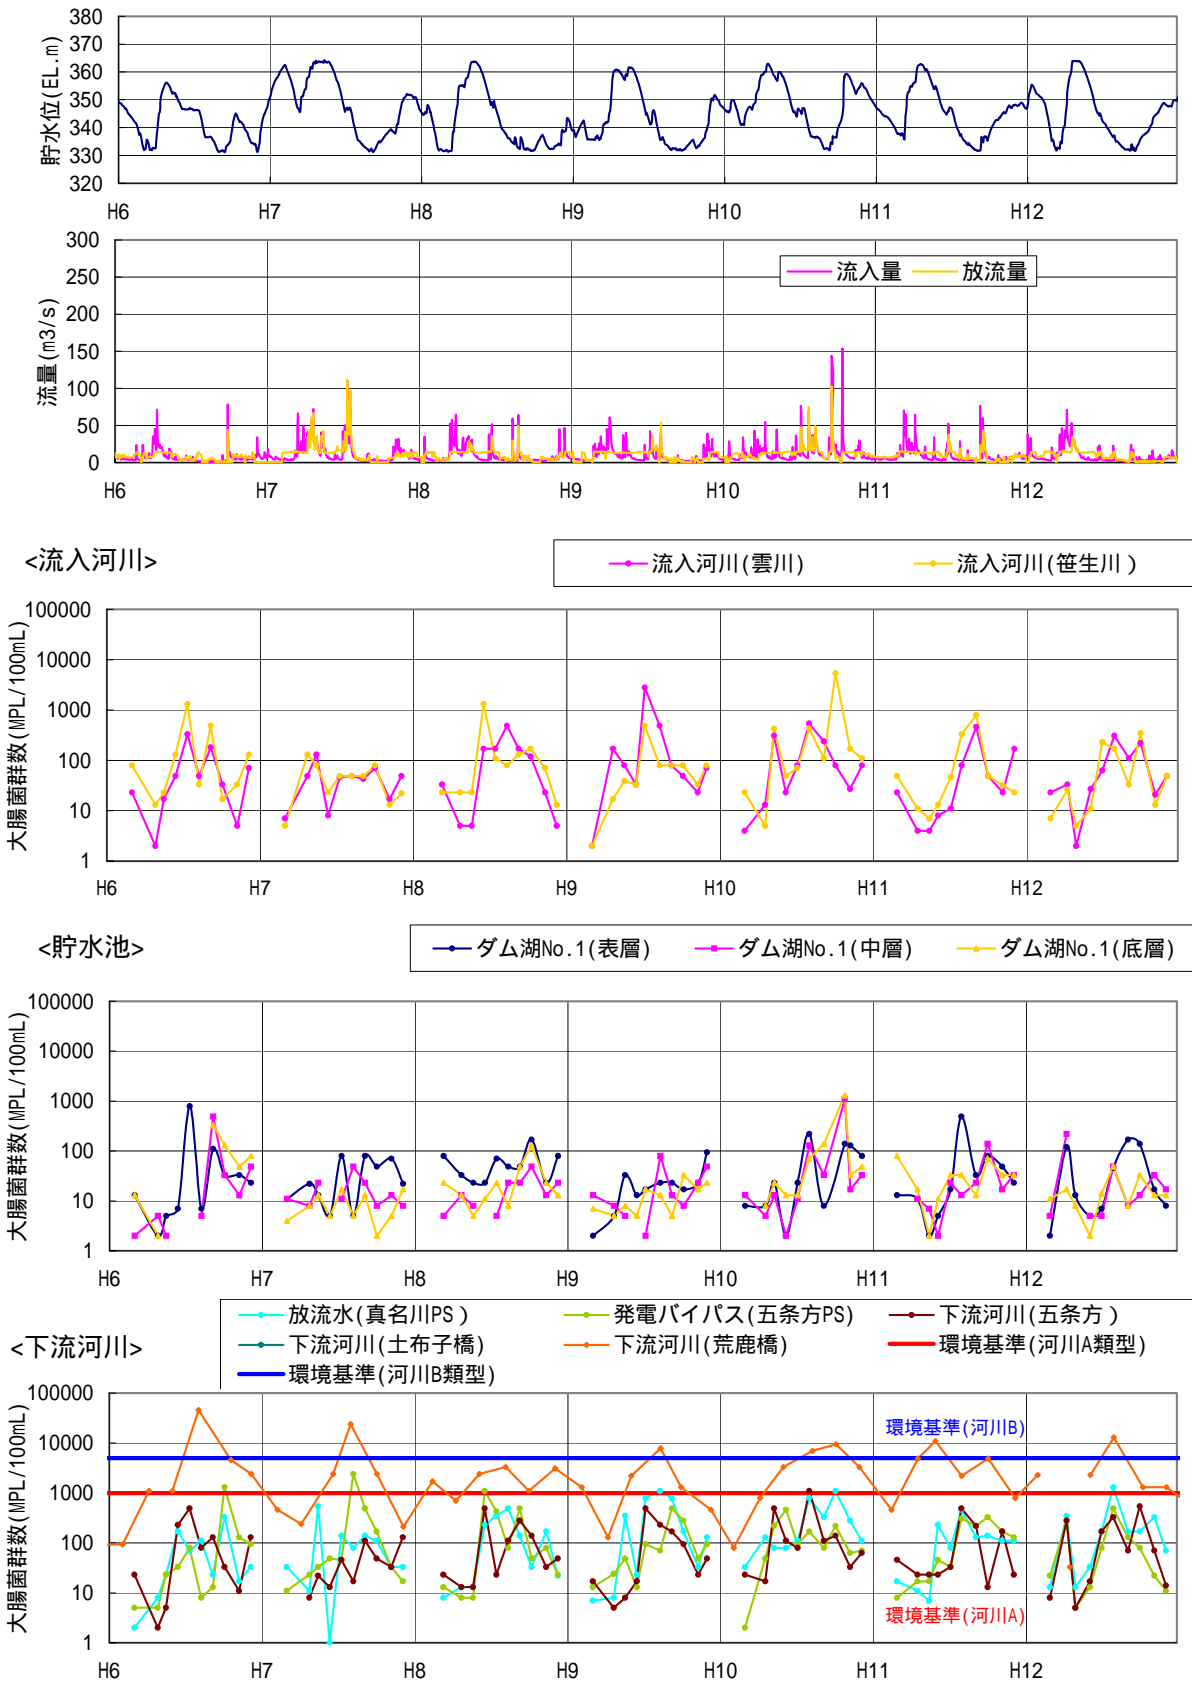 貯水位(EL.m)
380
370
360
350
340
330
320
H6 H7 H8 H9 H10 H11 H12
流量(m3/s)
300
250
200
150
100
50
0
流入量 放流量
H6 H7 H8 H9 H10 H11 H12
<流入河川>
流入河川(雲川) 流入河川(笹生川)
大腸菌群数(MPL/100mL)
100000
10000
1000
100
10
1
H6 H7 H8 H9 H10 H11 H12
<貯水池>
ダム湖No.1(表層) ダム湖No.1(中層) ダム湖No.1(底層)
大腸菌群数(MPL/100mL)
100000
10000
1000
100
10
1
H6 H7 H8 H9 H10 H11 H12
<下流河川>
放流水(真名川PS) 発電バイパス(五条方PS) 下流河川(五条方)
下流河川(土布子橋) 下流河川(荒鹿橋) 環境基準(河川A類型)
環境基準(河川B類型)
大腸菌群数(MPL/100mL)
100000
10000
1000
100
10
1
環境基準(河川B)
環境基準(河川A)
H6 H7 H8 H9 H10 H11 H12